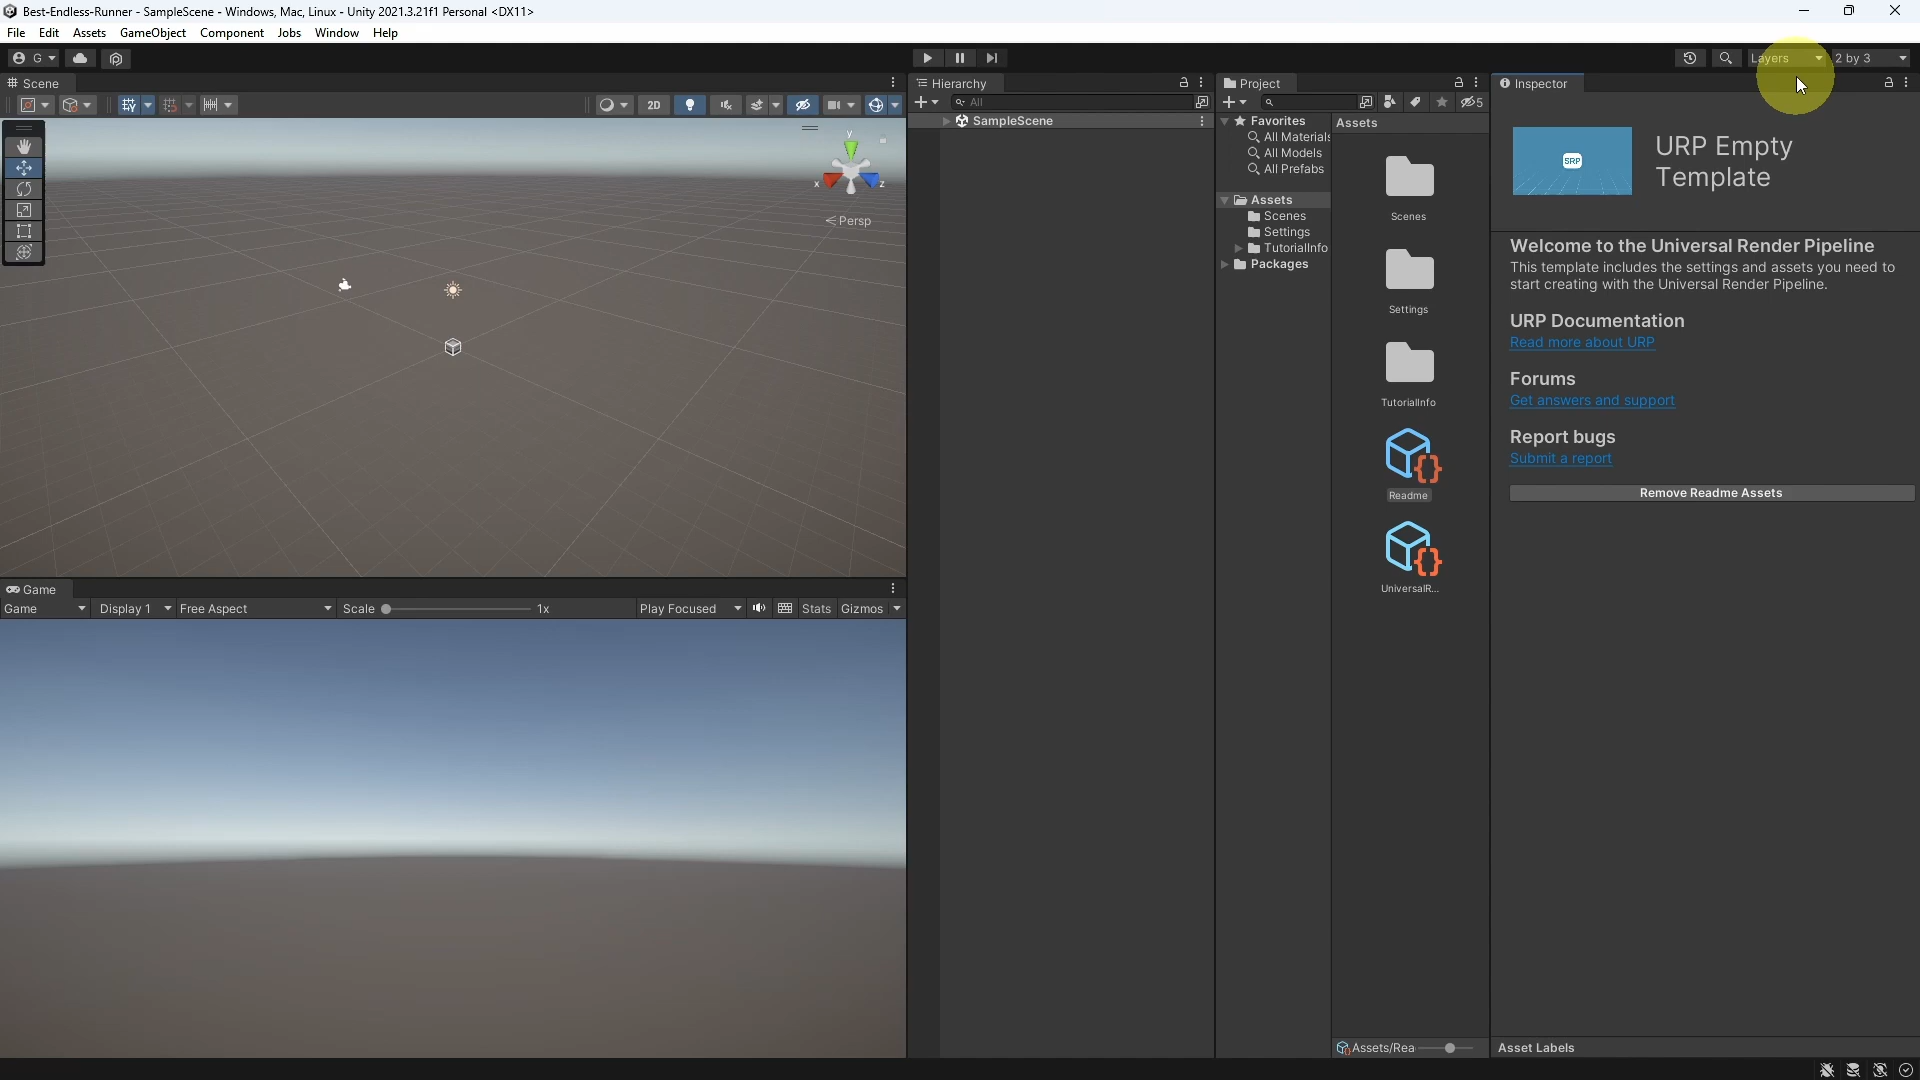 Best-Endless-Runner - SampleScene - Windows, Mac, Linux - Unity 2021.3.21f1 Personal <DX11>
File Edit Assets GameObject Component Jobs Window Help
G
Layers
2 by 3
Scene
2D
y
x
z
Persp
Game
Game
Display 1
Free Aspect
Scale
1x
Play Focused
Stats
Gizmos
Hierarchy
All
SampleScene
Project
5
Favorites
All Materials
All Models
All Prefabs
Assets
Scenes
Settings
TutorialInfo
Packages
Assets
Scenes
Settings
TutorialInfo
Readme
UniversalR...
Assets/Rea
Inspector
SRP
URP Empty
Template
Welcome to the Universal Render Pipeline
This template includes the settings and assets you need to
start creating with the Universal Render Pipeline.
URP Documentation
Read more about URP
Forums
Get answers and support
Report bugs
Submit a report
Remove Readme Assets
Asset Labels